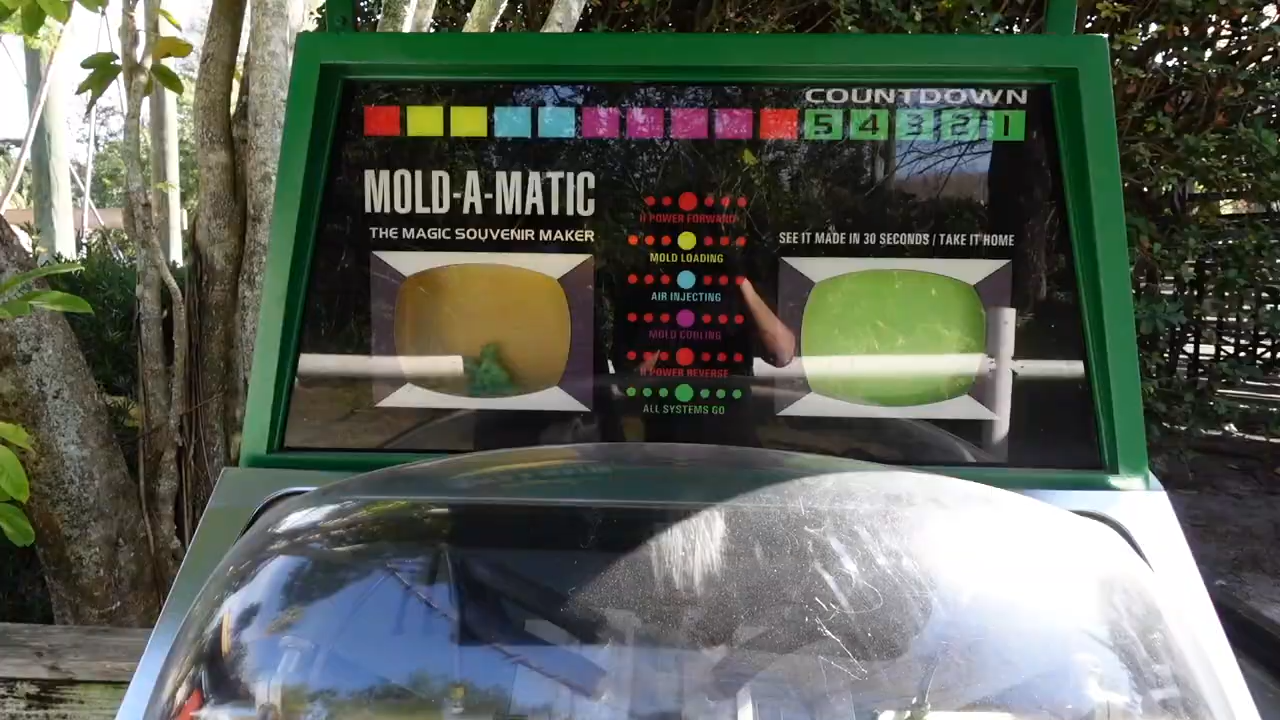 COUNTDOWN
5 4 3 2 1
MOLD-A-MATIC
THE MAGIC SOUVENIR MAKER
H POWER FORWARD
MOLD LOADING
AIR INJECTING
MOLD COOLING
H POWER REVERSE
ALL SYSTEMS GO
SEE IT MADE IN 30 SECONDS / TAKE IT HOME